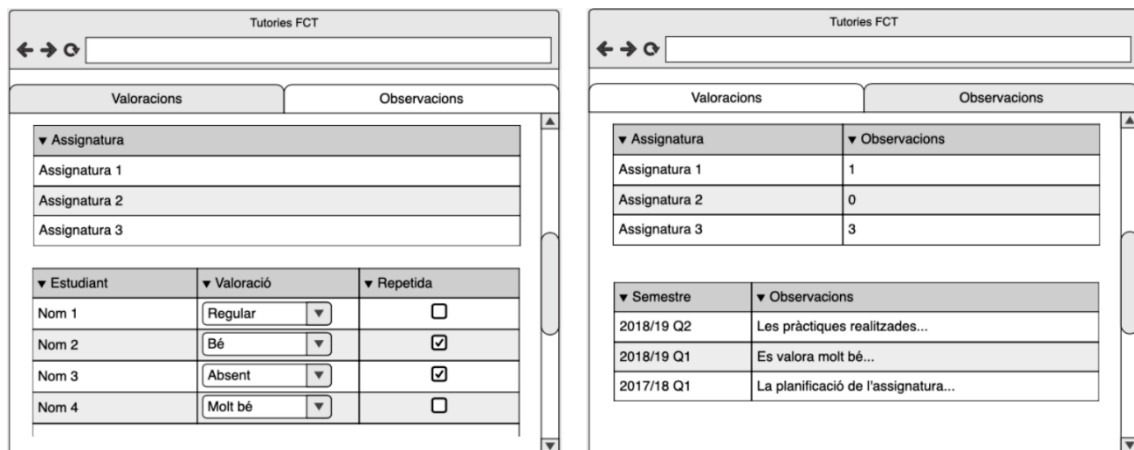 Tutories FCT
Valoracions Observacions
▼ Assignatura
Assignatura 1
Assignatura 2
Assignatura 3
▼ Estudiant ▼ Valoració ▼ Repetida
Nom 1 Regular
Nom 2 Bé
Nom 3 Absent
Nom 4 Molt bé
Tutories FCT
Valoracions Observacions
▼ Assignatura ▼ Observacions
Assignatura 1 1
Assignatura 2 0
Assignatura 3 3
▼ Semestre ▼ Observacions
2018/19 Q2 Les pràctiques realitzades...
2018/19 Q1 Es valora molt bé...
2017/18 Q1 La planificació de l'assignatura...